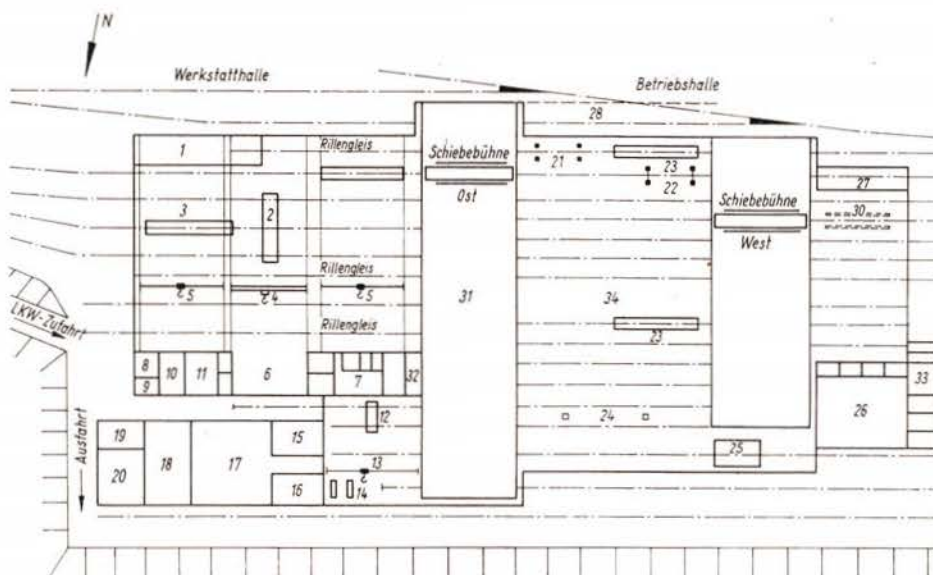 N
Werkstatthalle
Betriebshalle
28
1
Rillengleis
Schiebebühne
Ost
21
23
22
27
2
3
Schiebebühne
West
30
Rillengleis
5
4
5
31
34
LKW-Zufahrt
Rillengleis
23
8
9
10
11
6
7
32
33
12
24
26
Ausfahrt
19
20
18
17
15
16
13
14
25